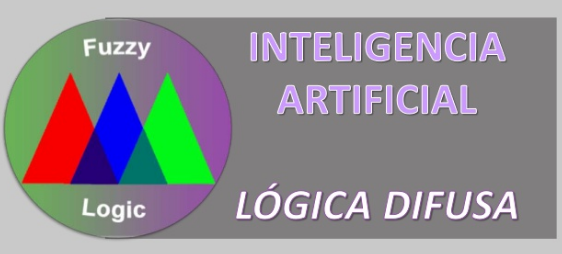 Fuzzy
Logic
INTELIGENCIA
ARTIFICIAL
LÓGICA DIFUSA